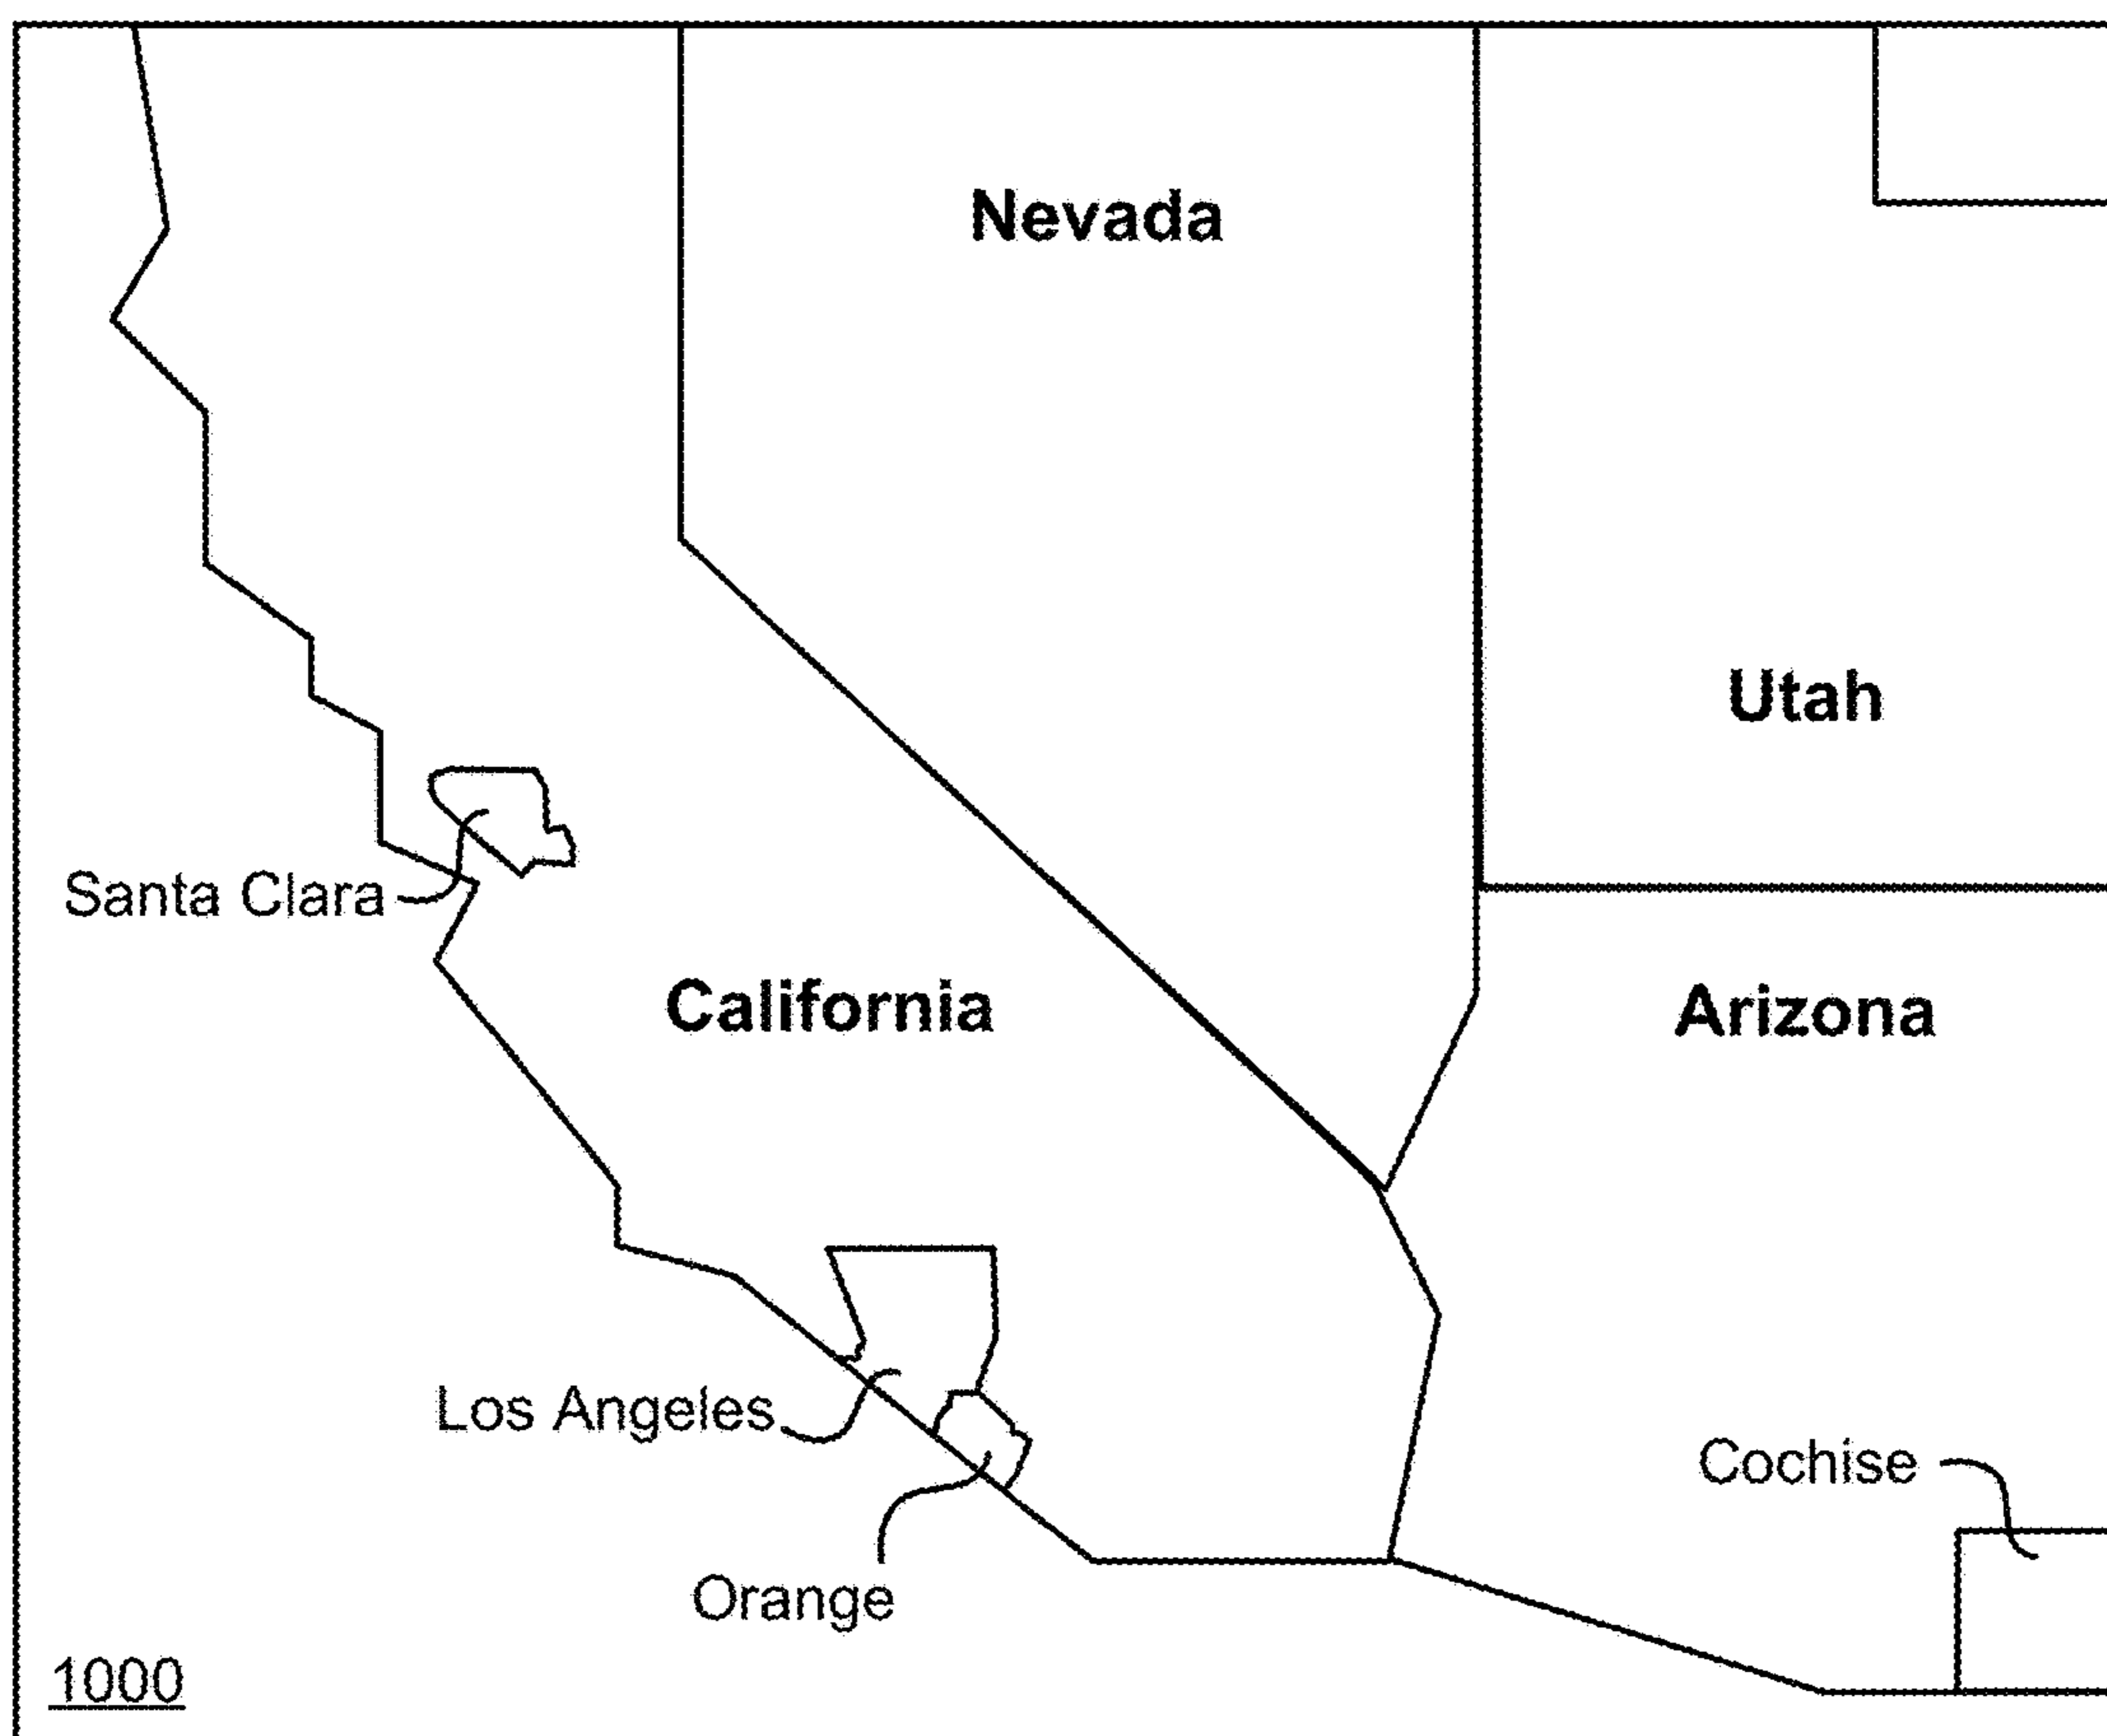 Nevada
Utah
Santa Clara
California
Arizona
Los Angeles
Cochise
Orange
1000